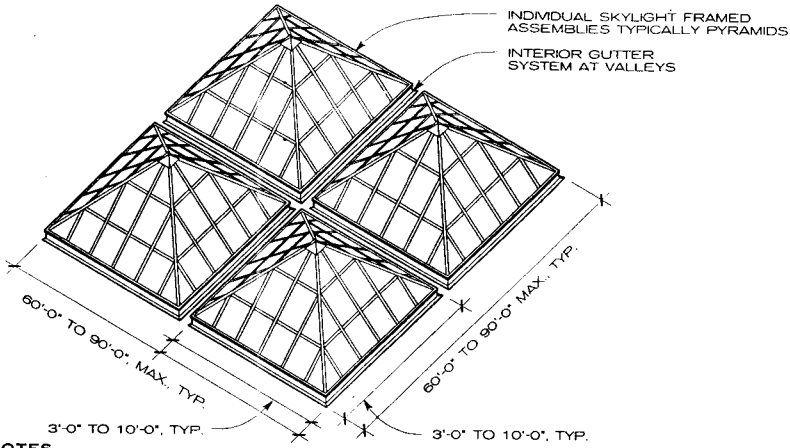 INDIVIDUAL SKYLIGHT FRAMED
ASSEMBLIES TYPICALLY PYRAMIDS
INTERIOR GUTTER
SYSTEM AT VALLEYS
60'-0" TO 90'-0", MAX., TYP.
60'-0" TO 90'-0" MAX., TYP.
3'-0" TO 10'-0", TYP.
3'-0" TO 10'-0", TYP.